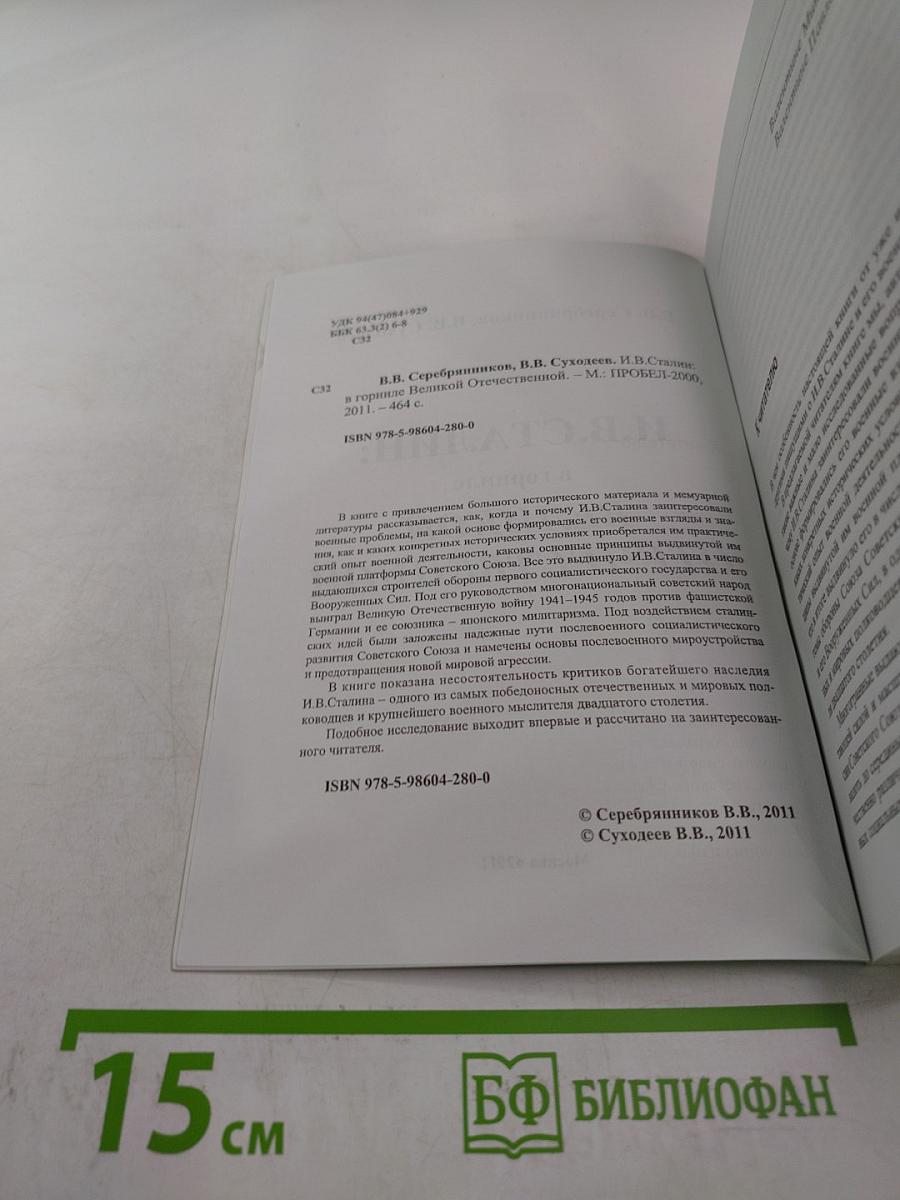 УДК 94(47)084+929
ББК 63.3(2) 6-8
С32
С32
В.В. Серебрянников, В.В. Суходеев. И.В.Сталин:
в горниле Великой Отечественной. – М.: ПРОБЕЛ-2000,
2011. – 464 с.
ISBN 978-5-98604-280-0
В книге с привлечением большого исторического материала и мемуарной
литературы рассказывается, как, когда и почему И.В.Сталина заинтересовали
военные проблемы, на какой основе формировались его военные взгляды и зна-
ния, как и каких конкретных исторических условиях приобретался им практиче-
ский опыт военной деятельности, каковы основные принципы выдвинутой им
военной платформы Советского Союза. Все это выдвинуло И.В.Сталина в число
выдающихся строителей обороны первого социалистического государства и его
Вооруженных Сил. Под его руководством многонациональный советский народ
выиграл Великую Отечественную войну 1941–1945 годов против фашистской
Германии и ее союзника – японского милитаризма. Под воздействием сталин-
ских идей были заложены надежные пути послевоенного социалистического
развития Советского Союза и намечены основы послевоенного мироустройства
и предотвращения новой мировой агрессии.
В книге показана несостоятельность критиков богатейшего наследия
И.В.Сталина – одного из самых победоносных отечественных и мировых пол-
ководцев и крупнейшего военного мыслителя двадцатого столетия.
Подобное исследование выходит впервые и рассчитано на заинтересован-
ного читателя.
ISBN 978-5-98604-280-0
© Серебрянников В.В., 2011
© Суходеев В.В., 2011
К читателю
15 см
БФ БИБЛИОФАН